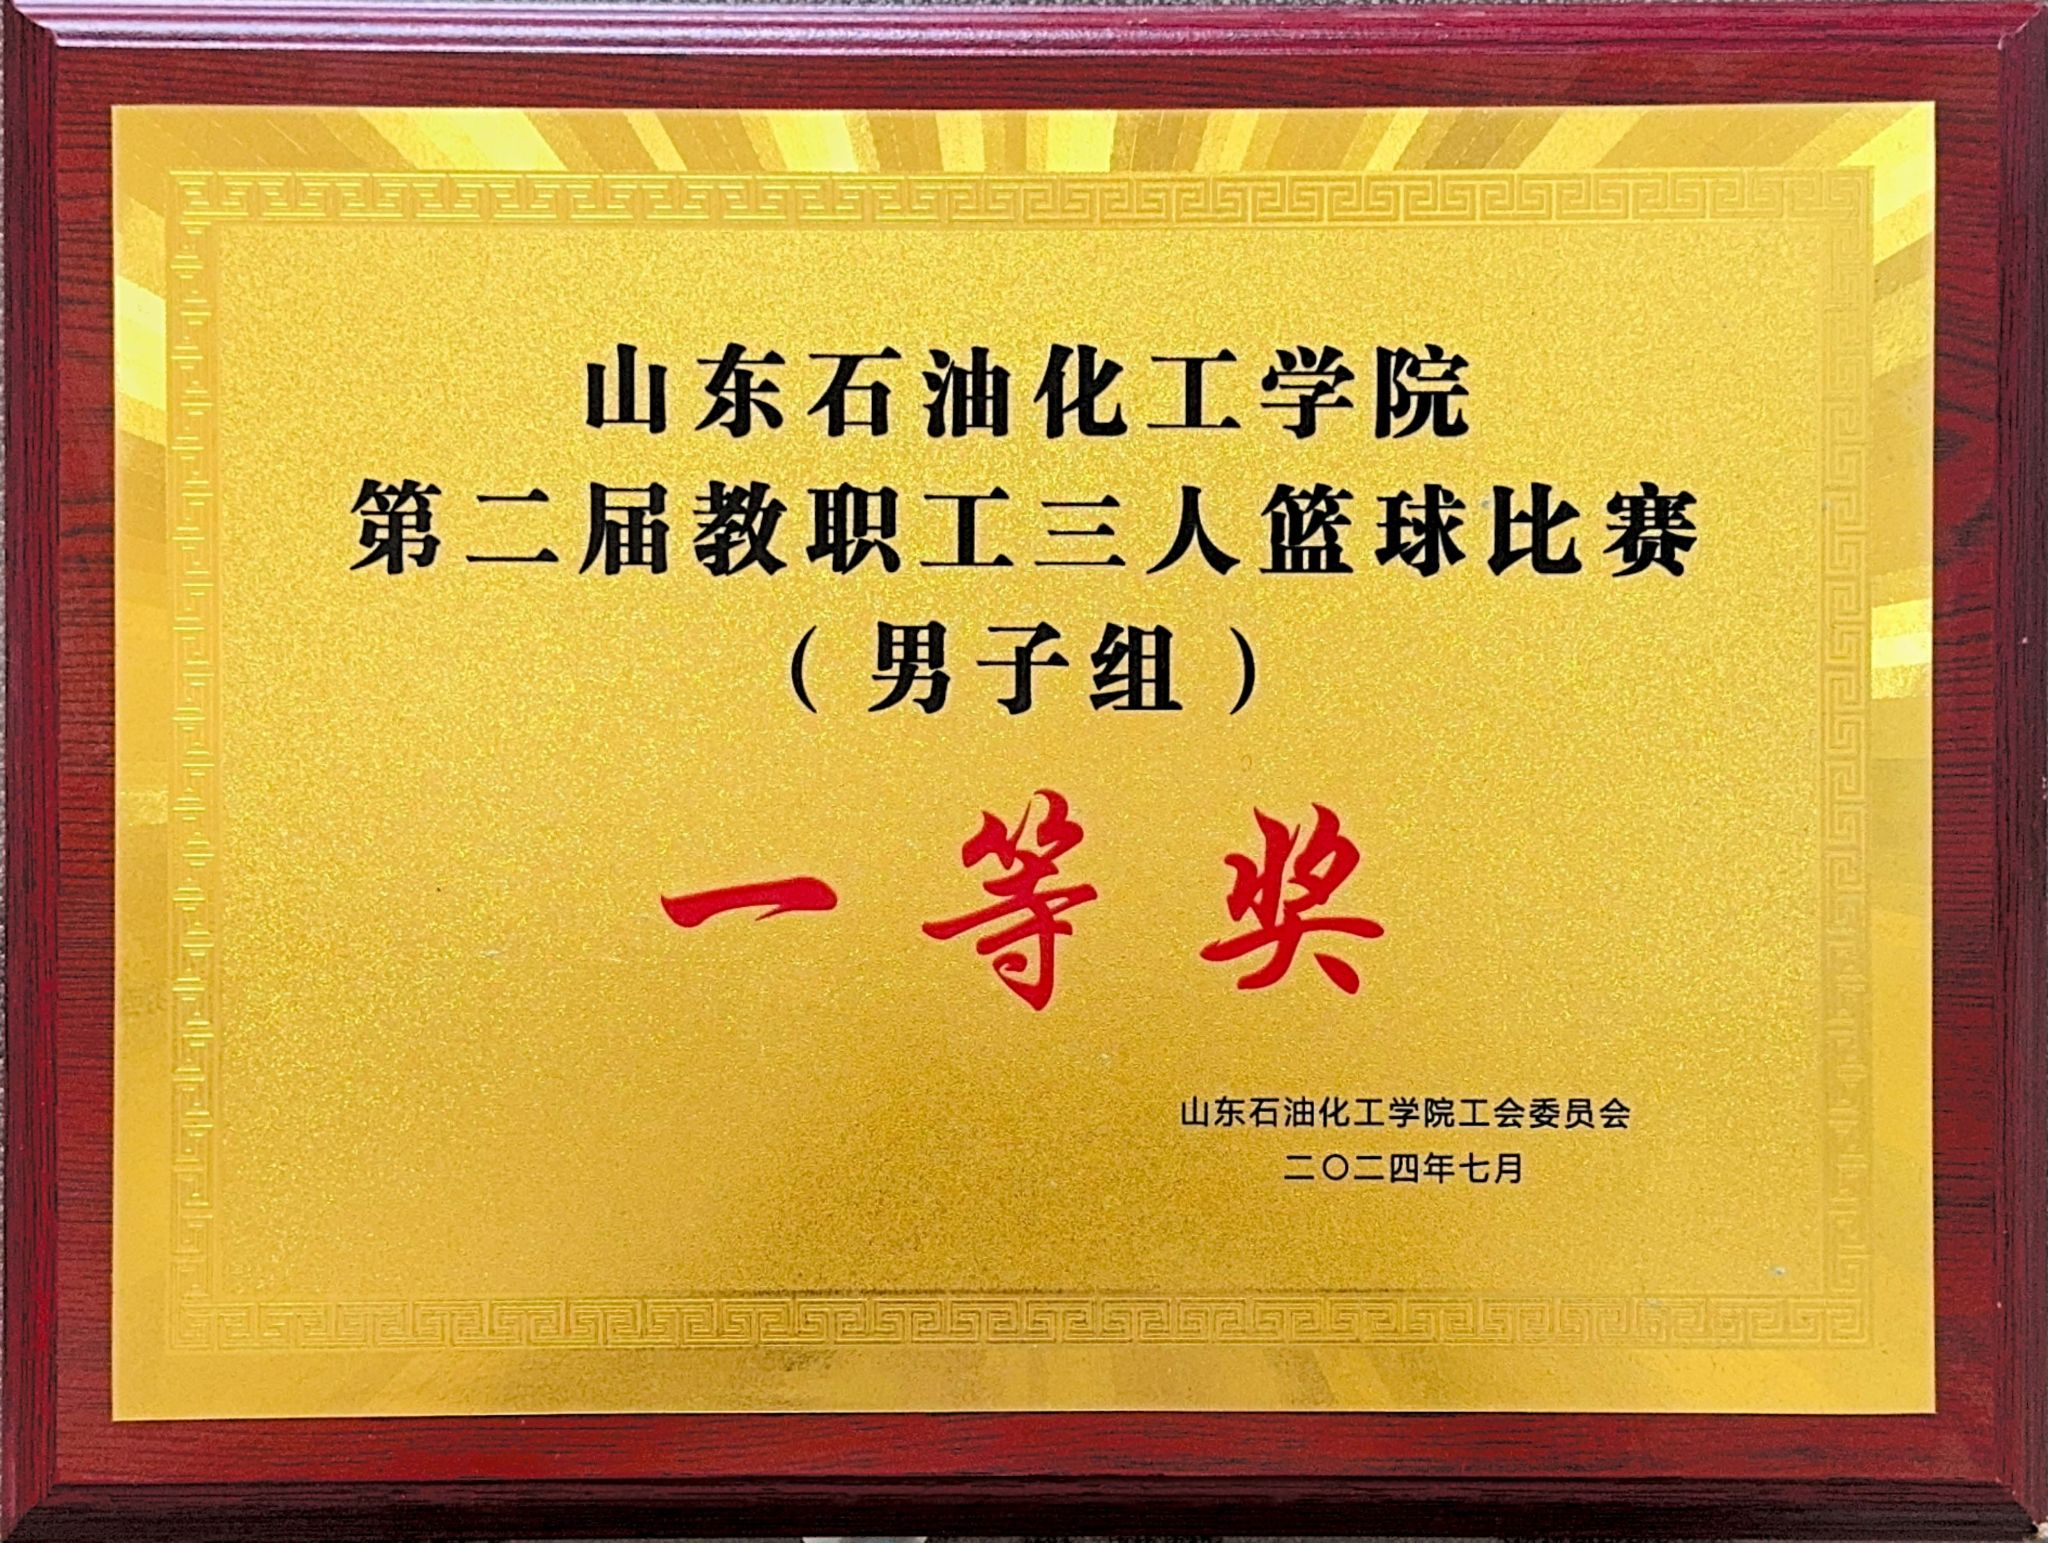 山东石油化工学院
第二届教职工三人篮球比赛
（男子组）
一等奖
山东石油化工学院工会委员会
二〇二四年七月